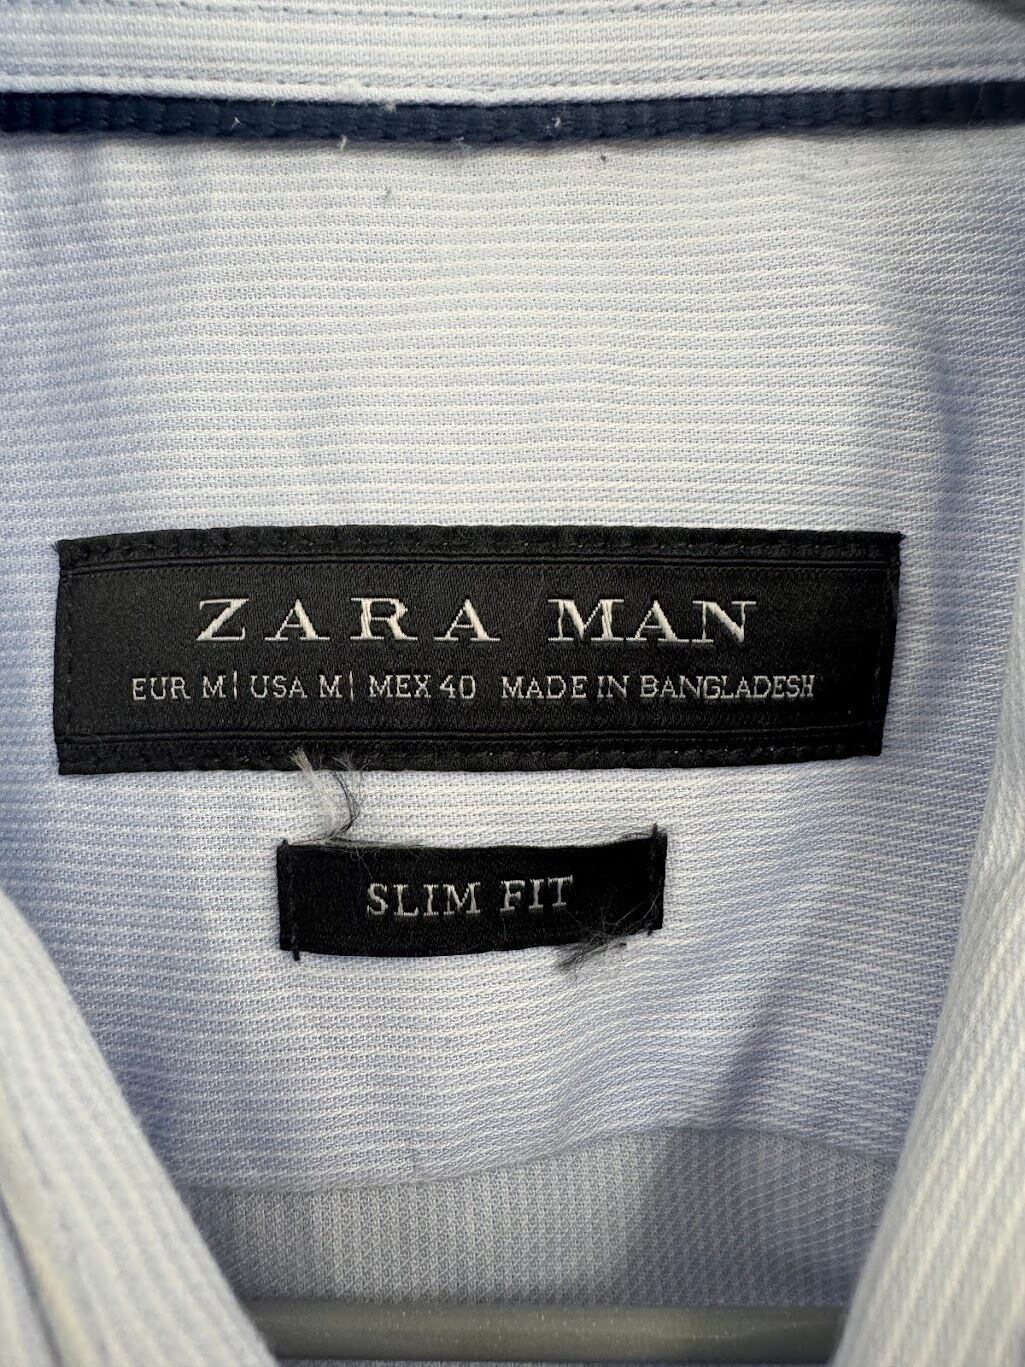 ZARA MAN
EUR M| USA M| MEX 40 MADE IN BANGLADESH
SLIM FIT